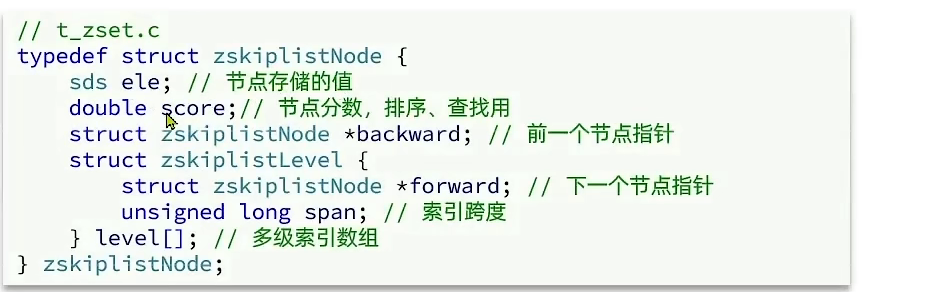 // t_zset.c
typedef struct zskiplistNode {
    sds ele; // 节点存储的值
    double score;// 节点分数，排序、查找用
    struct zskiplistNode *backward; // 前一个节点指针
    struct zskiplistLevel {
        struct zskiplistNode *forward; // 下一个节点指针
        unsigned long span; // 索引跨度
    } level[]; // 多级索引数组
} zskiplistNode;